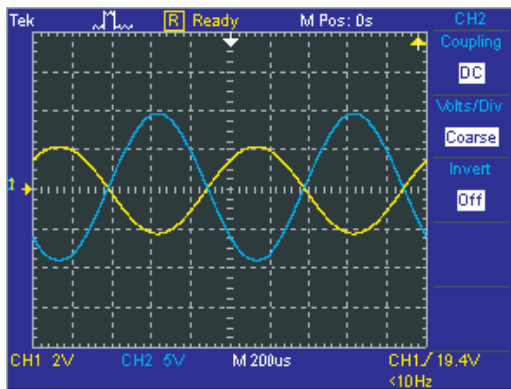 Tek R Ready M Pos: 0s CH2
Coupling
DC
Volts/Div
Coarse
Invert
Off
1
CH1 2V CH2 5V M 200us CH1 / 19.4V
<10Hz